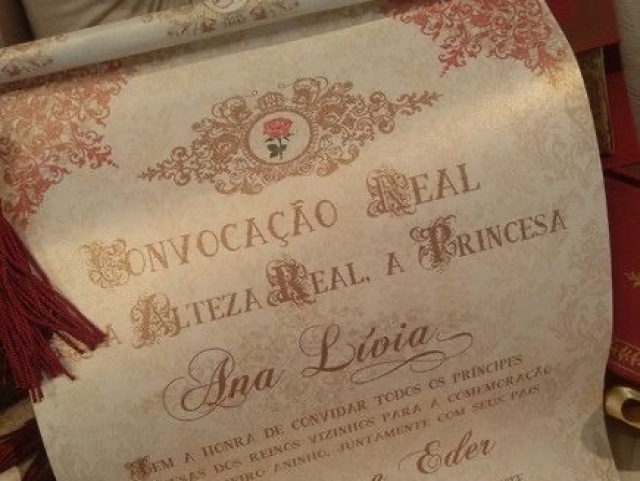 Convocação Real
a Alteza Real, a Princesa
Ana Lívia
Tem a honra de convidar todos os príncipes
dos reinos vizinhos para a comemoração
aninho, juntamente com seus pais
Eder